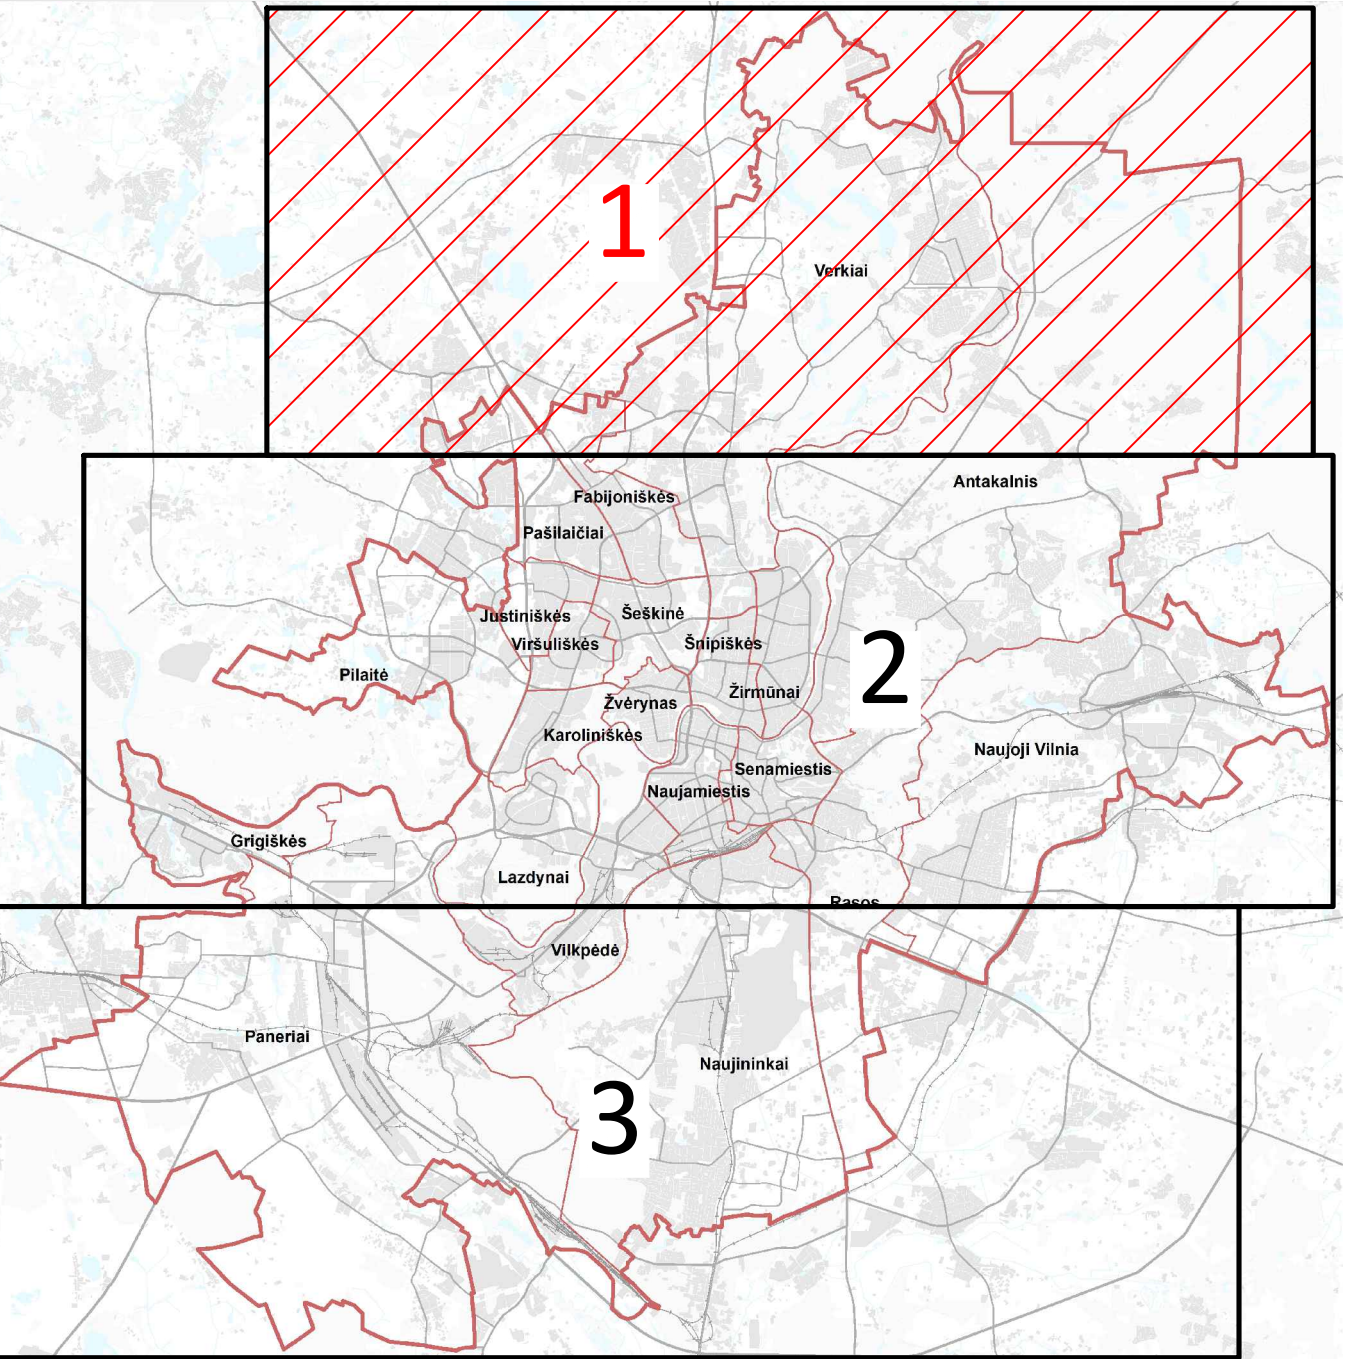 1
Verkiai
Antakalnis
Fabijoniškės
Pašilaičiai
Justiniškės
Šeškinė
Viršuliškės
Šnipiškės
2
Pilaitė
Žirmūnai
Žvėrynas
Karoliniškės
Naujoji Vilnia
Senamiestis
Naujamiestis
Grigiškės
Lazdynai
Rasos
Vilkpėdė
Paneriai
Naujininkai
3